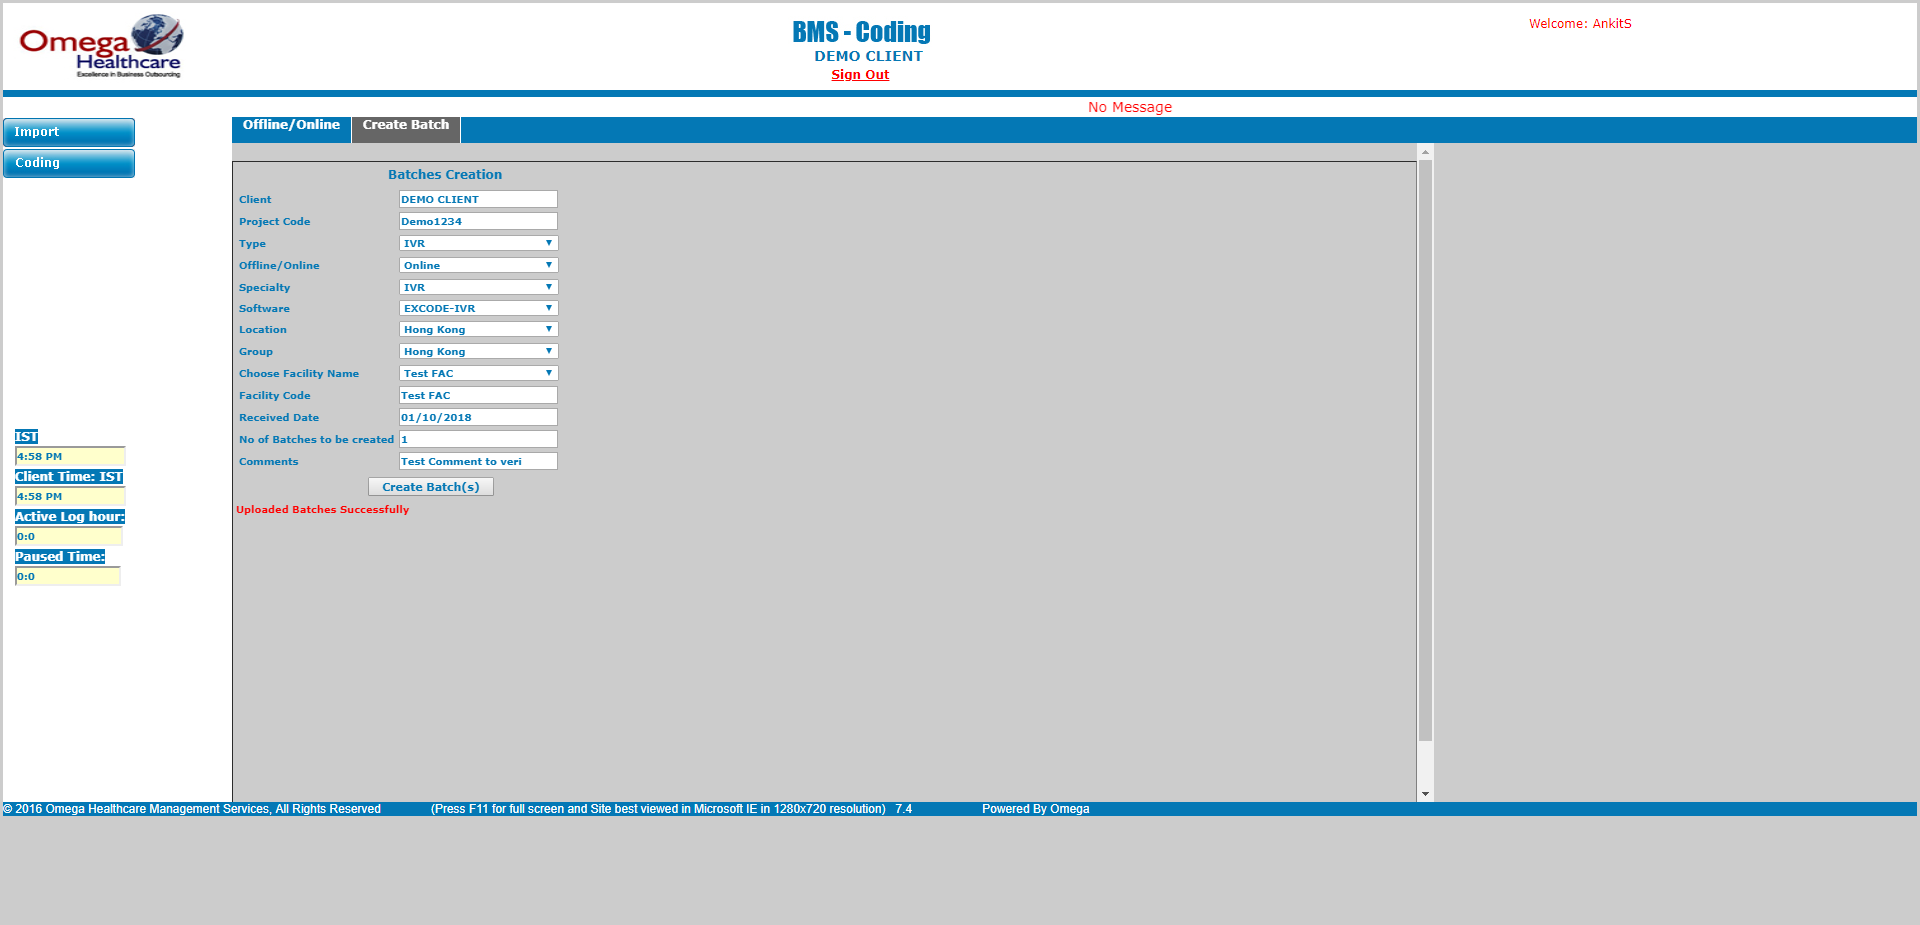 Omega
Healthcare
Excellence in Business Outsourcing
BMS - Coding
DEMO CLIENT
Sign Out
Welcome: AnkitS
No Message
Import
Coding
Offline/Online
Create Batch
Batches Creation
Client DEMO CLIENT
Project Code Demo1234
Type IVR
Offline/Online Online
Specialty IVR
Software EXCODE-IVR
Location Hong Kong
Group Hong Kong
Choose Facility Name Test FAC
Facility Code Test FAC
Received Date 01/10/2018
No of Batches to be created 1
Comments Test Comment to veri
Create Batch(s)
Uploaded Batches Successfully
IST
4:58 PM
Client Time: IST
4:58 PM
Active Log hour:
0:0
Paused Time:
0:0
© 2016 Omega Healthcare Management Services, All Rights Reserved (Press F11 for full screen and Site best viewed in Microsoft IE in 1280x720 resolution) 7.4 Powered By Omega